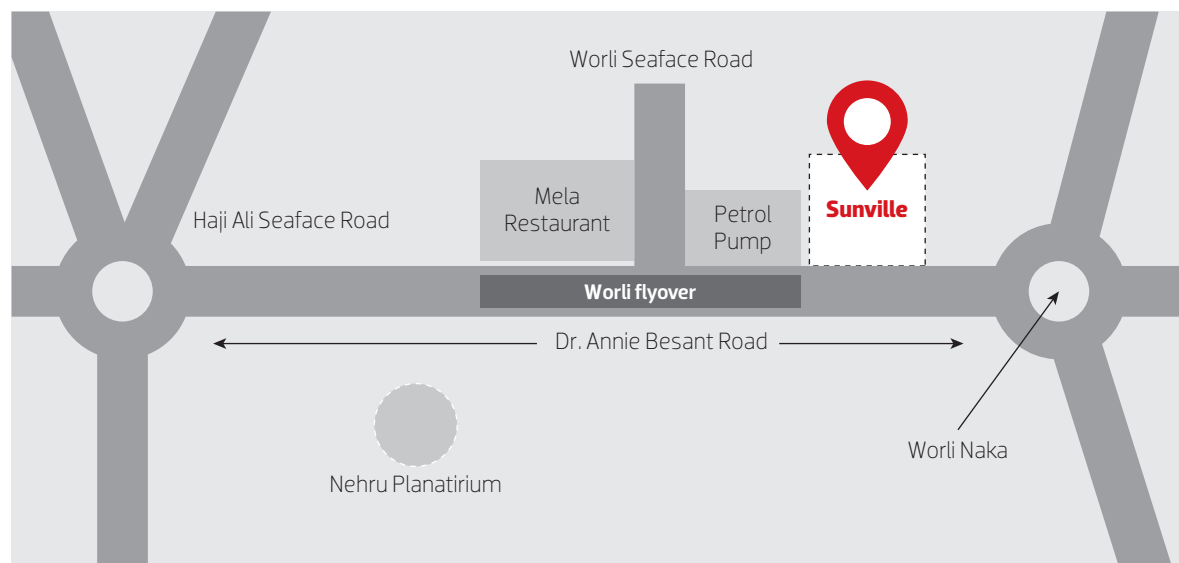 Worli Seaface Road
Mela
Restaurant
Petrol
Pump
Sunville
Haji Ali Seaface Road
Worli flyover
Dr. Annie Besant Road
Worli Naka
Nehru Planatirium